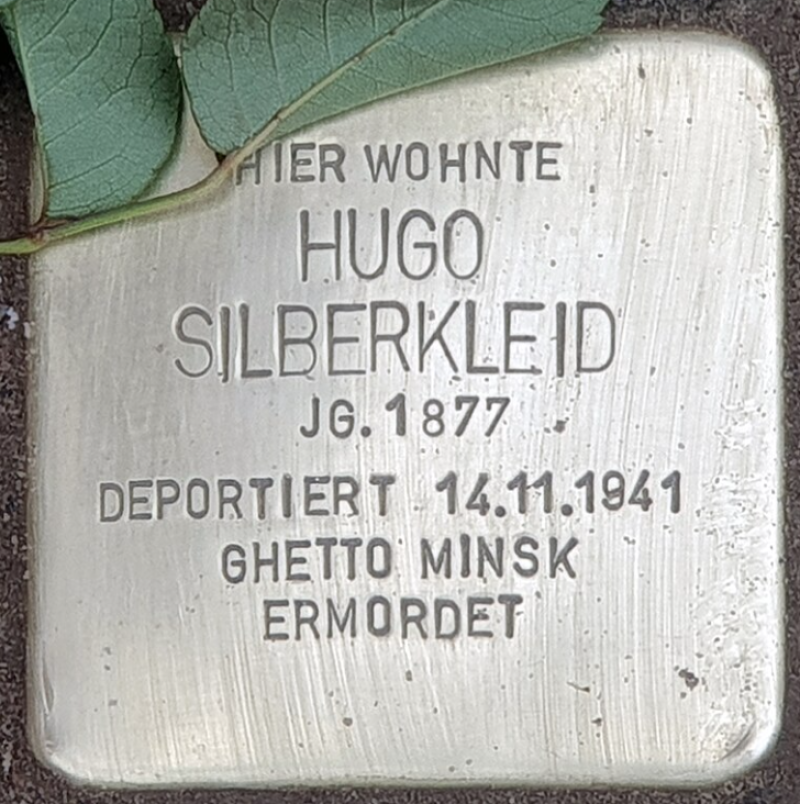 HIER WOHNTE
HUGO
SILBERKLEID
JG. 1877
DEPORTIERT 14.11.1941
GHETTO MINSK
ERMORDET